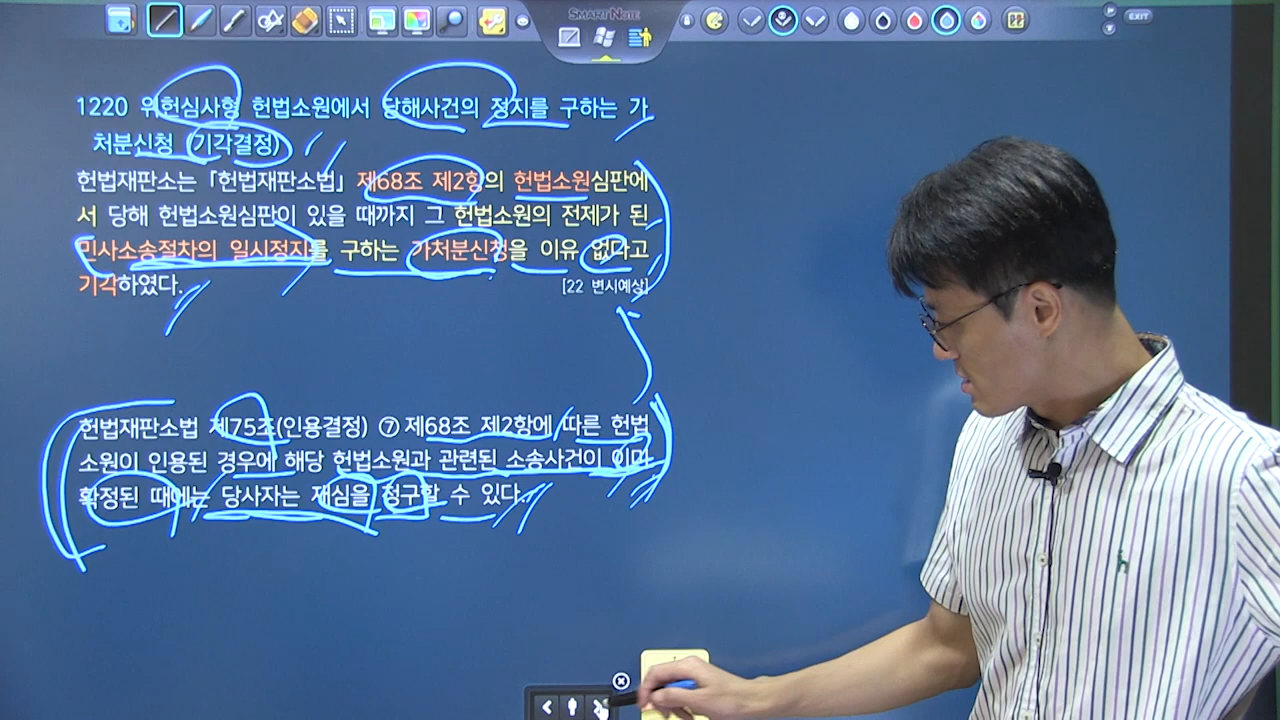 SMARTNOTE
EXIT
1220 위헌심사형 헌법소원에서 당해사건의 정지를 구하는 가
처분신청 (기각결정)
헌법재판소는 「헌법재판소법」 제68조 제2항의 헌법소원심판에
서 당해 헌법소원심판이 있을 때까지 그 헌법소원의 전제가 된
민사소송절차의 일시정지를 구하는 가처분신청을 이유 없다고
기각하였다.
[22 변시예상]
헌법재판소법 제75조(인용결정) ⑦ 제68조 제2항에 따른 헌법
소원이 인용된 경우에 해당 헌법소원과 관련된 소송사건이 이미
확정된 때에는 당사자는 재심을 청구할 수 있다.